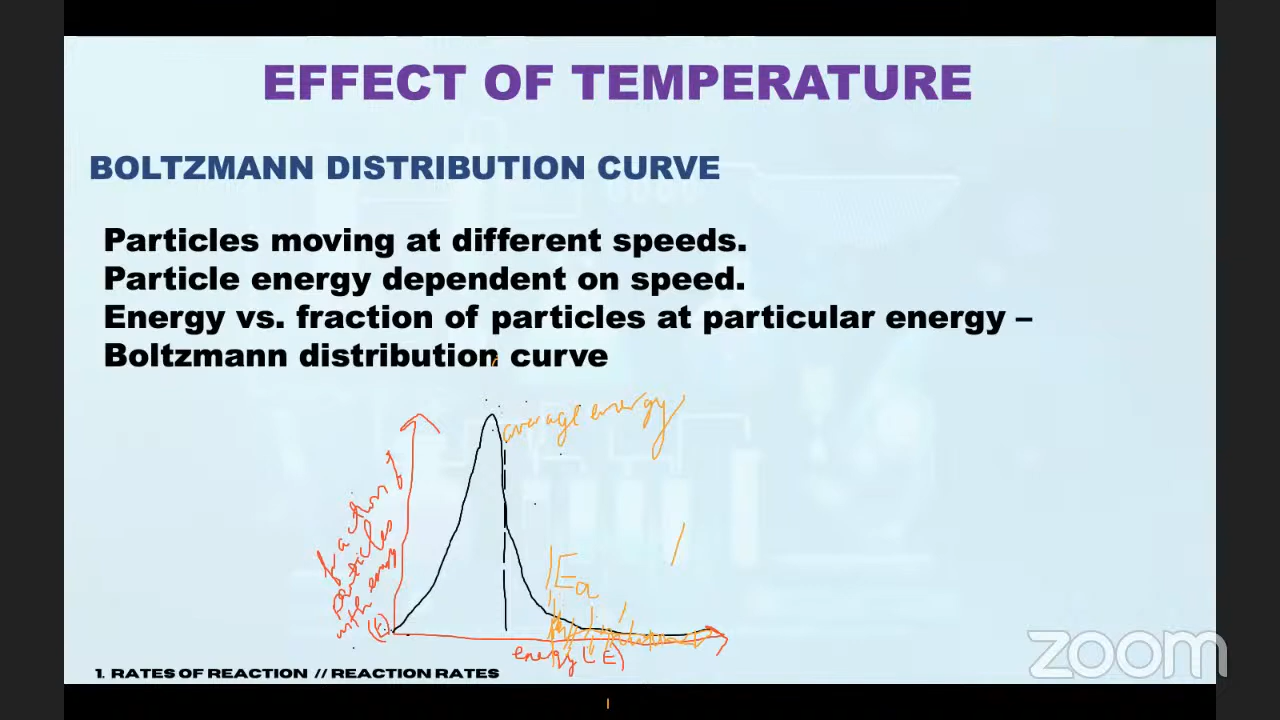 EFFECT OF TEMPERATURE
BOLTZMANN DISTRIBUTION CURVE
Particles moving at different speeds.
Particle energy dependent on speed.
Energy vs. fraction of particles at particular energy –
Boltzmann distribution curve
average energy
fraction of
particles
with energy
(E)
Ea
energy (E)
1. RATES OF REACTION // REACTION RATES
zoom